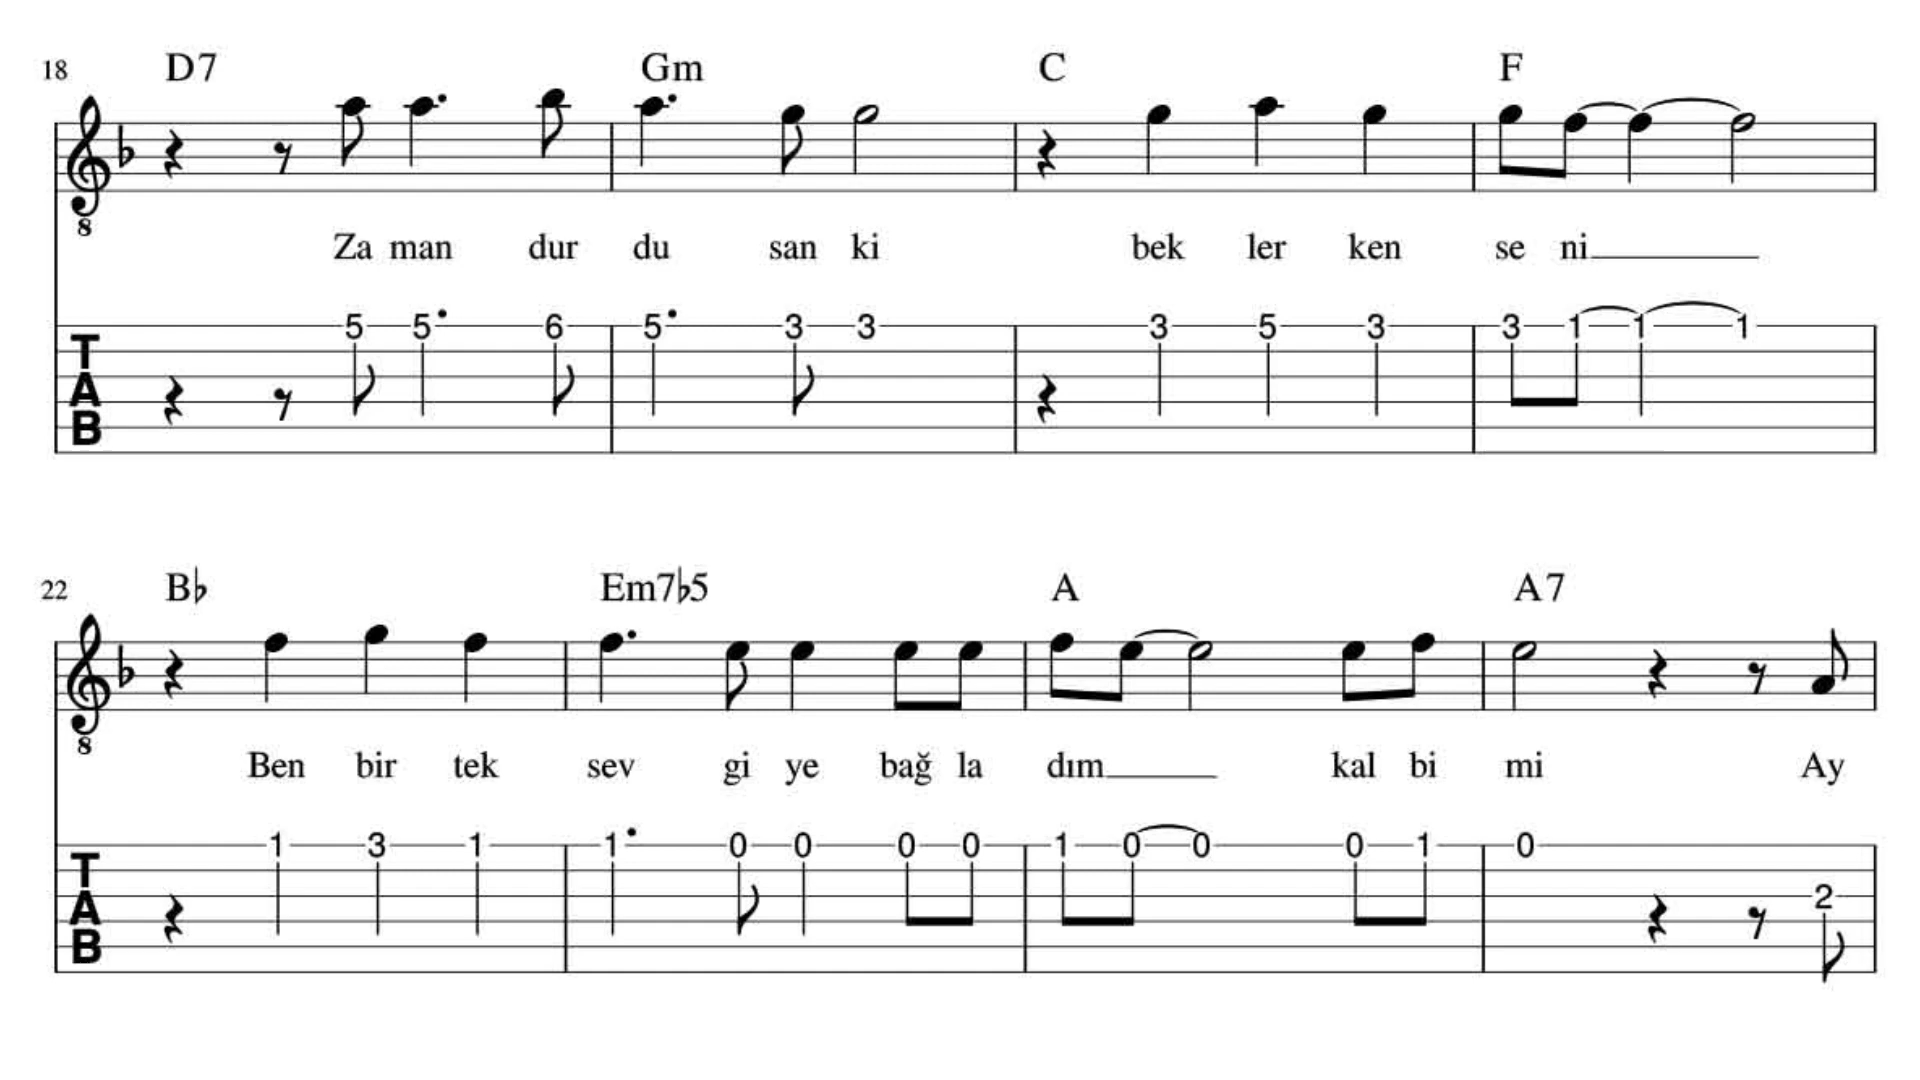 18 D7 Gm C F
8
Za man dur du san ki bek ler ken se ni
5 5 6 5 3 3 3 5 3 3 1 1 1
T
A
B
22 B♭ Em7♭5 A A7
8
Ben bir tek sev gi ye bağ la dım kal bi mi Ay
1 3 1 1 0 0 0 0 1 0 0 0 1 0
T
2
A
B